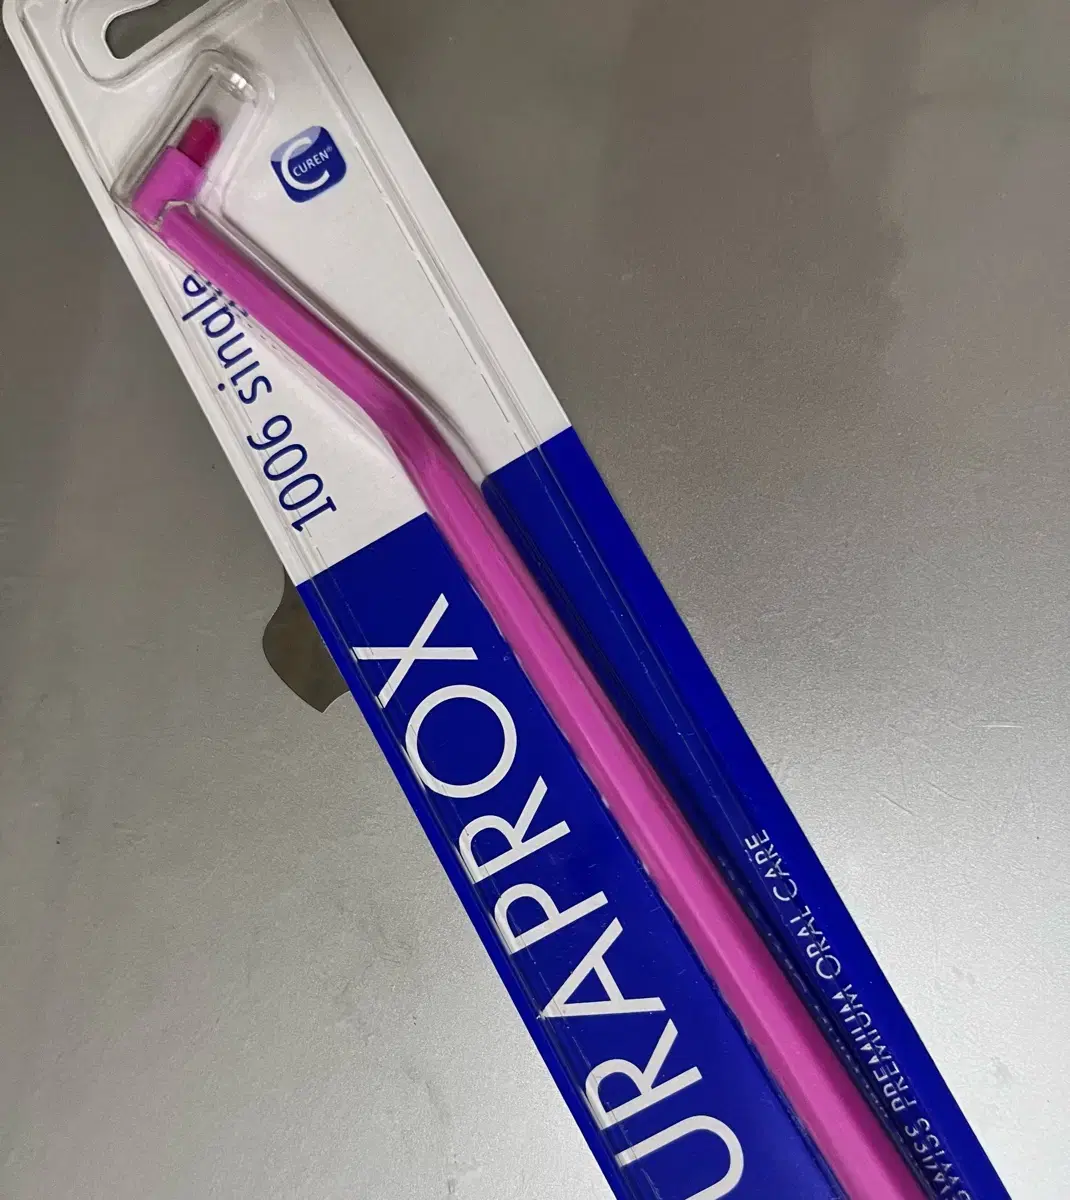 C
CUREN®
1006 single
URAPROX
SWISS PREMIUM ORAL CARE